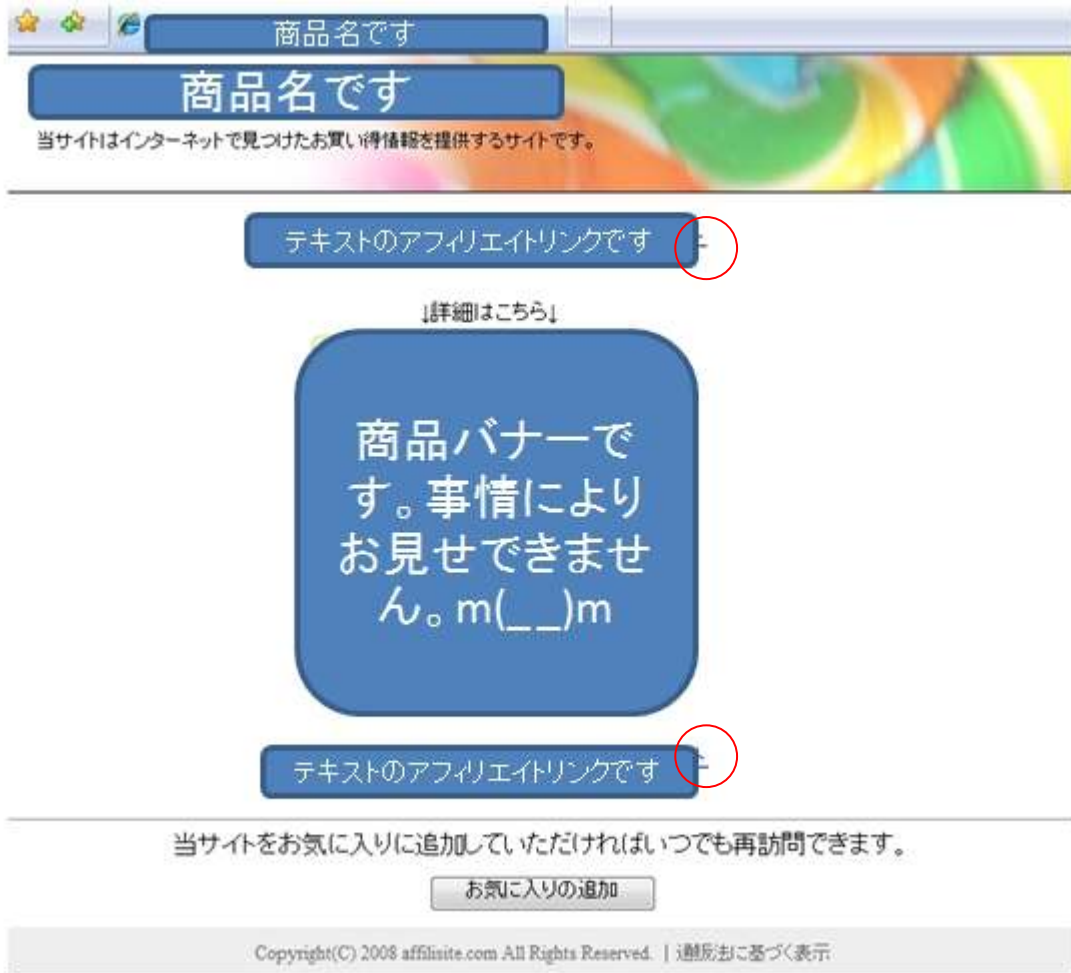 商品名です
商品名です
当サイトはインターネットで見つけたお買い得情報を提供するサイトです。
テキストのアフィリエイトリンクです
↓詳細はこちら↓
商品バナーで
す。事情により
お見せできませ
ん。m(_ _)m
テキストのアフィリエイトリンクです
当サイトをお気に入りに追加していただければいつでも再訪問できます。
お気に入りの追加
Copyright(C) 2008 affilisite.com All Rights Reserved. | 通販法に基づく表示